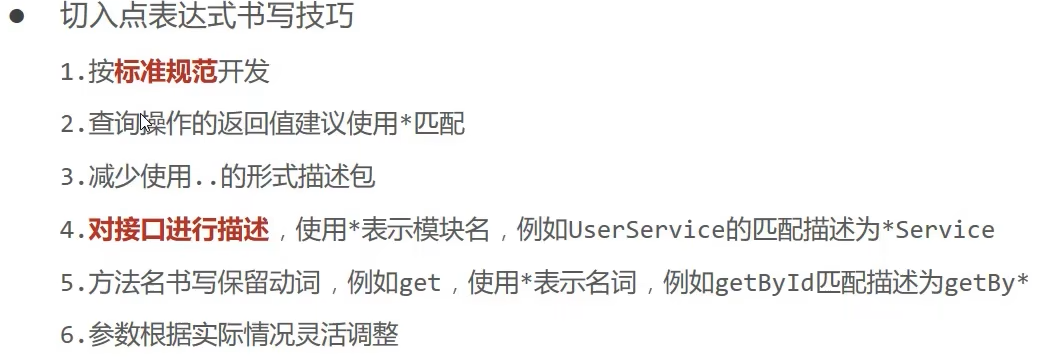 ● 切入点表达式书写技巧
1.按标准规范开发
2.查询操作的返回值建议使用*匹配
3.减少使用..的形式描述包
4.对接口进行描述，使用*表示模块名，例如UserService的匹配描述为*Service
5.方法名书写保留动词，例如get，使用*表示名词，例如getById匹配描述为getBy*
6.参数根据实际情况灵活调整